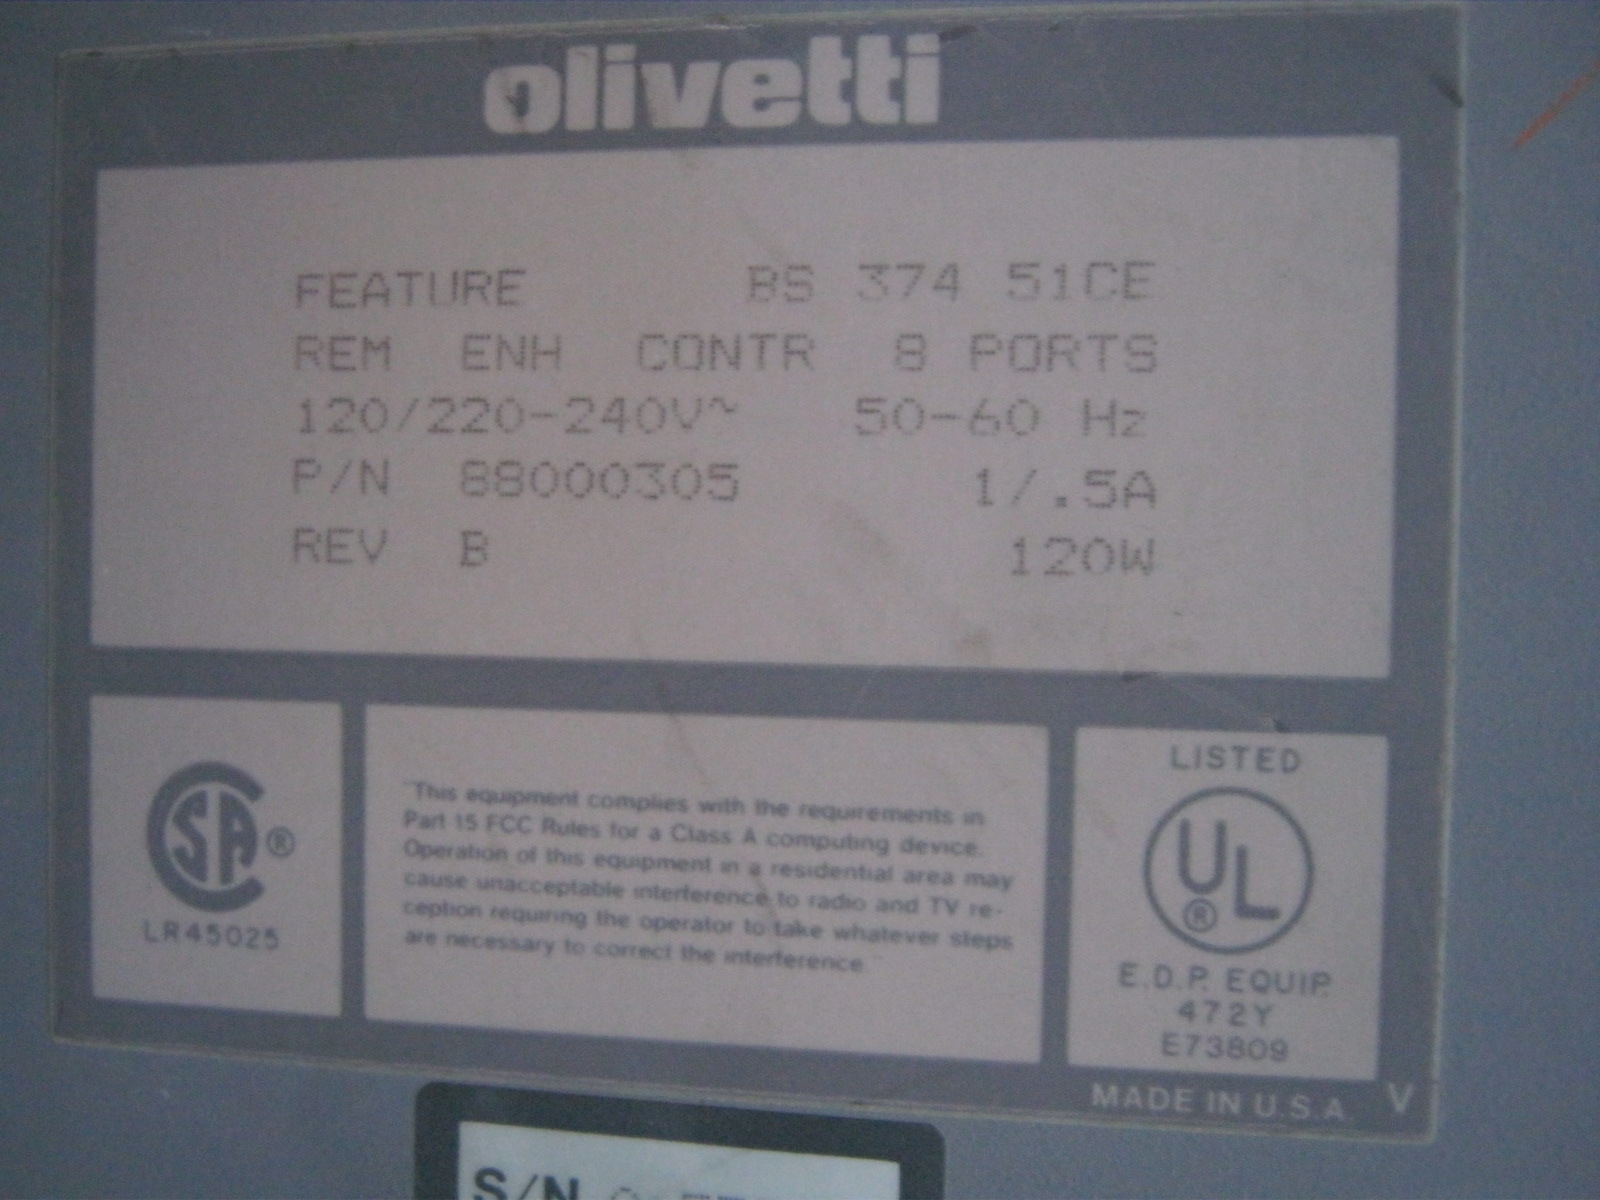 olivetti
FEATURE BS 374 51CE
REM ENH CONTR 8 PORTS
120/220-240V~ 50-60 Hz
P/N 88000305 1/.5A
REV B 120W
CSA®
LR45025
"This equipment complies with the requirements in
Part 15 FCC Rules for a Class A computing device.
Operation of this equipment in a residential area may
cause unacceptable interference to radio and TV re-
ception requiring the operator to take whatever steps
are necessary to correct the interference."
LISTED
UL®
E.D.P. EQUIP.
472Y
E73809
MADE IN U.S.A. V
S/N